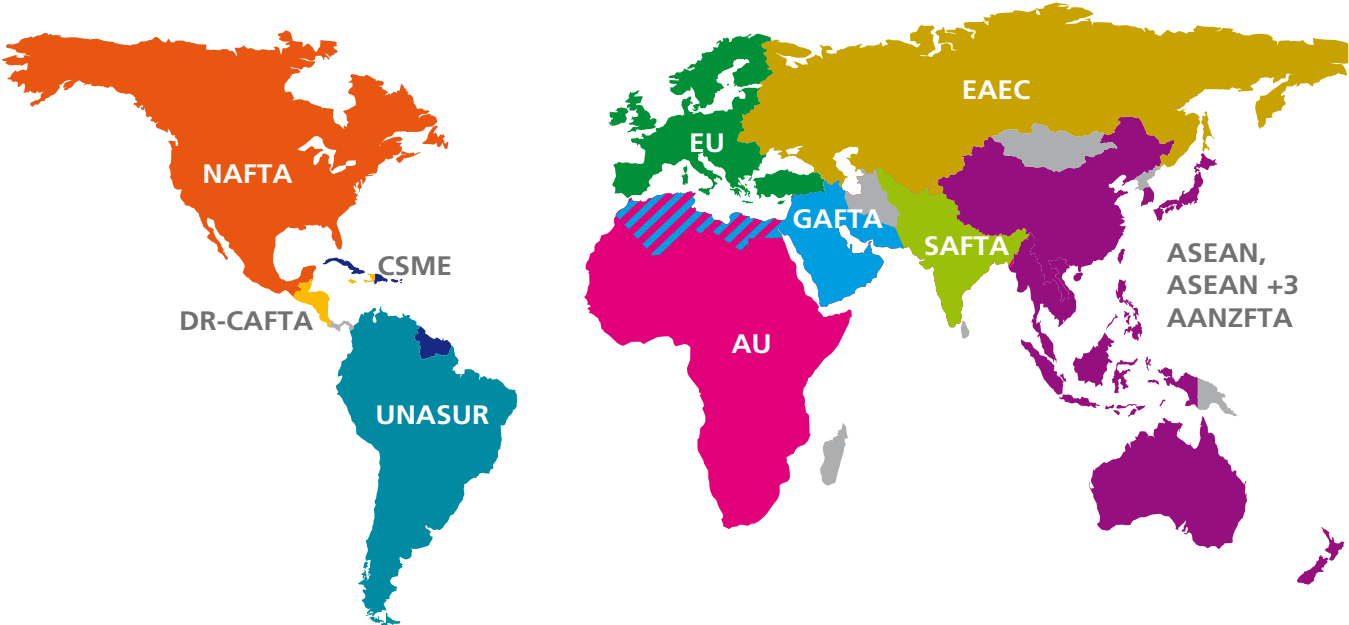 NAFTA
CSME
DR-CAFTA
UNASUR
EU
EAEC
GAFTA
SAFTA
AU
ASEAN,
ASEAN +3
AANZFTA